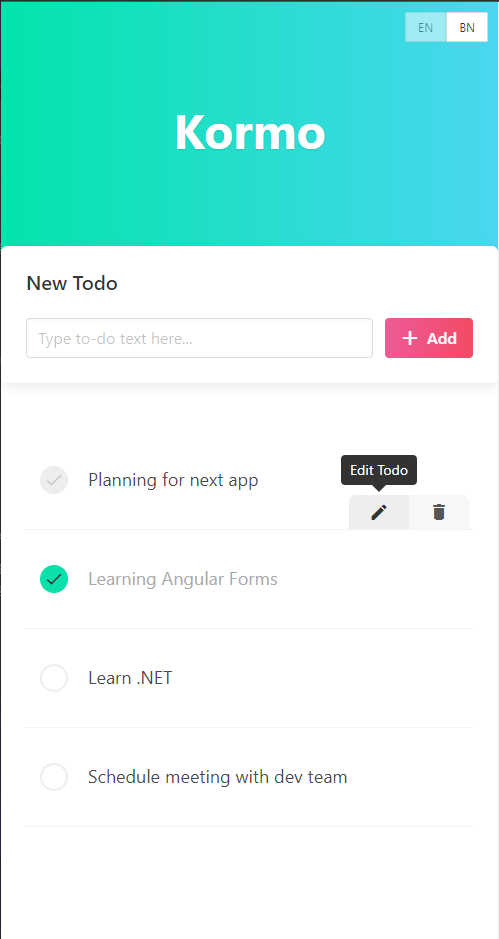 EN BN
Kormo
New Todo
Type to-do text here...
Add
Planning for next app
Edit Todo
Learning Angular Forms
Learn .NET
Schedule meeting with dev team